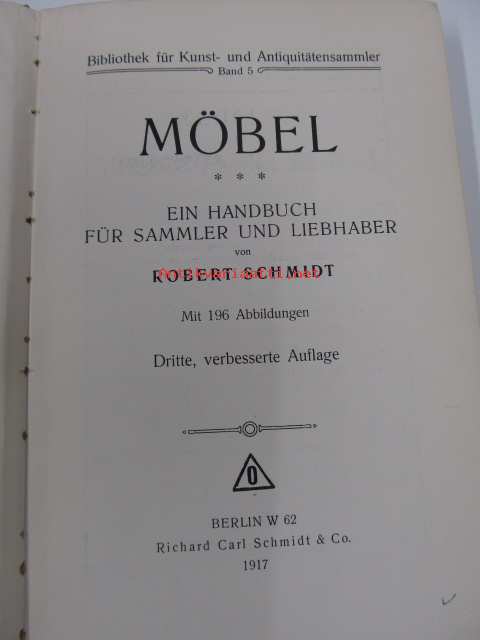 Bibliothek für Kunst- und Antiquitätensammler
Band 5
MÖBEL
* * *
EIN HANDBUCH
FÜR SAMMLER UND LIEBHABER
von
ROBERT SCHMIDT
Mit 196 Abbildungen
Dritte, verbesserte Auflage
O
BERLIN W 62
Richard Carl Schmidt & Co.
1917